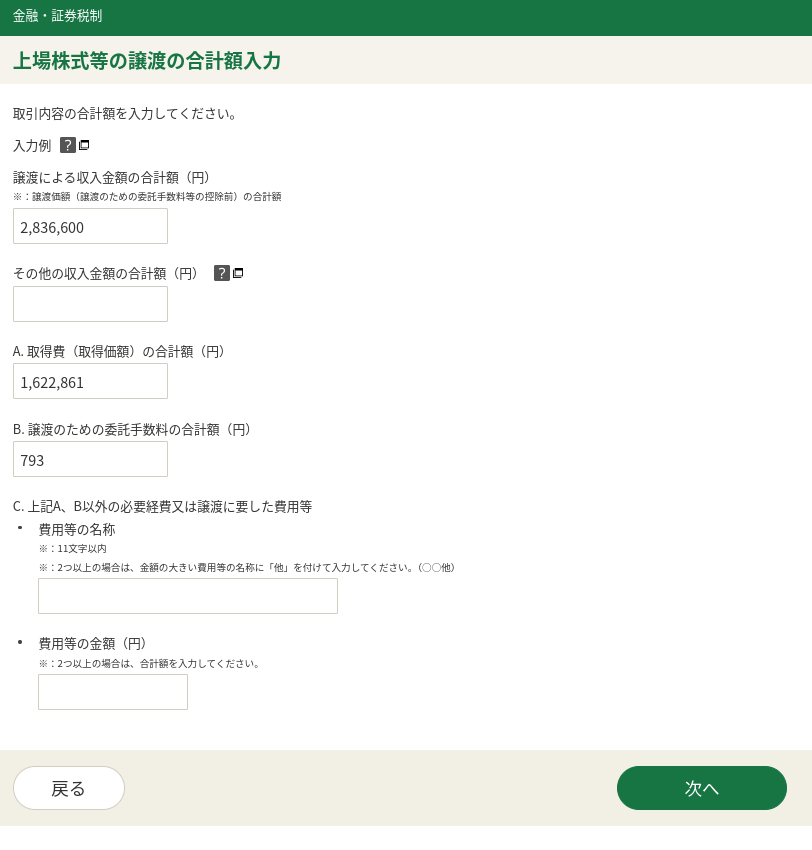 金融・証券税制
上場株式等の譲渡の合計額入力
取引内容の合計額を入力してください。
入力例 ?
譲渡による収入金額の合計額（円）
※：譲渡価額（譲渡のための委託手数料等の控除前）の合計額
2,836,600
その他の収入金額の合計額（円） ?
A. 取得費（取得価額）の合計額（円）
1,622,861
B. 譲渡のための委託手数料の合計額（円）
793
C. 上記A、B以外の必要経費又は譲渡に要した費用等
• 費用等の名称
※：11文字以内
※：2つ以上の場合は、金額の大きい費用等の名称に「他」を付けて入力してください。（○○他）
• 費用等の金額（円）
※：2つ以上の場合は、合計額を入力してください。
戻る
次へ